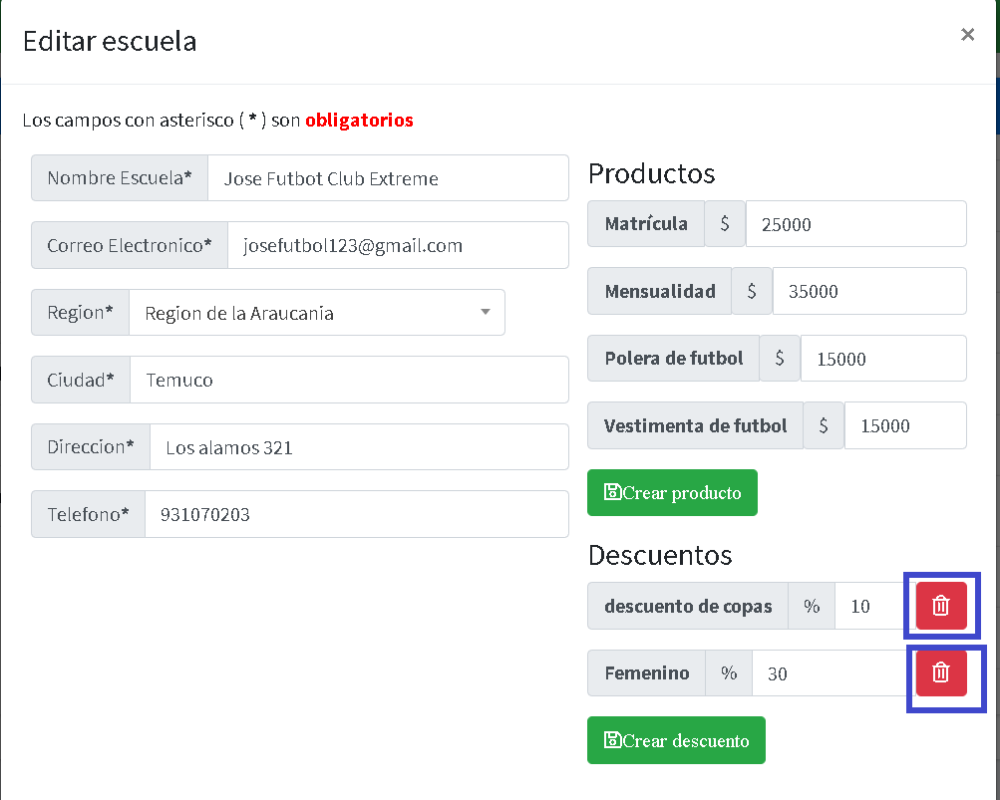 Editar escuela
×
Los campos con asterisco ( * ) son obligatorios
Nombre Escuela* Jose Futbot Club Extreme
Correo Electronico* josefutbol123@gmail.com
Region* Region de la Araucania
Ciudad* Temuco
Direccion* Los alamos 321
Telefono* 931070203
Productos
Matrícula $ 25000
Mensualidad $ 35000
Polera de futbol $ 15000
Vestimenta de futbol $ 15000
Crear producto
Descuentos
descuento de copas % 10
Femenino % 30
Crear descuento